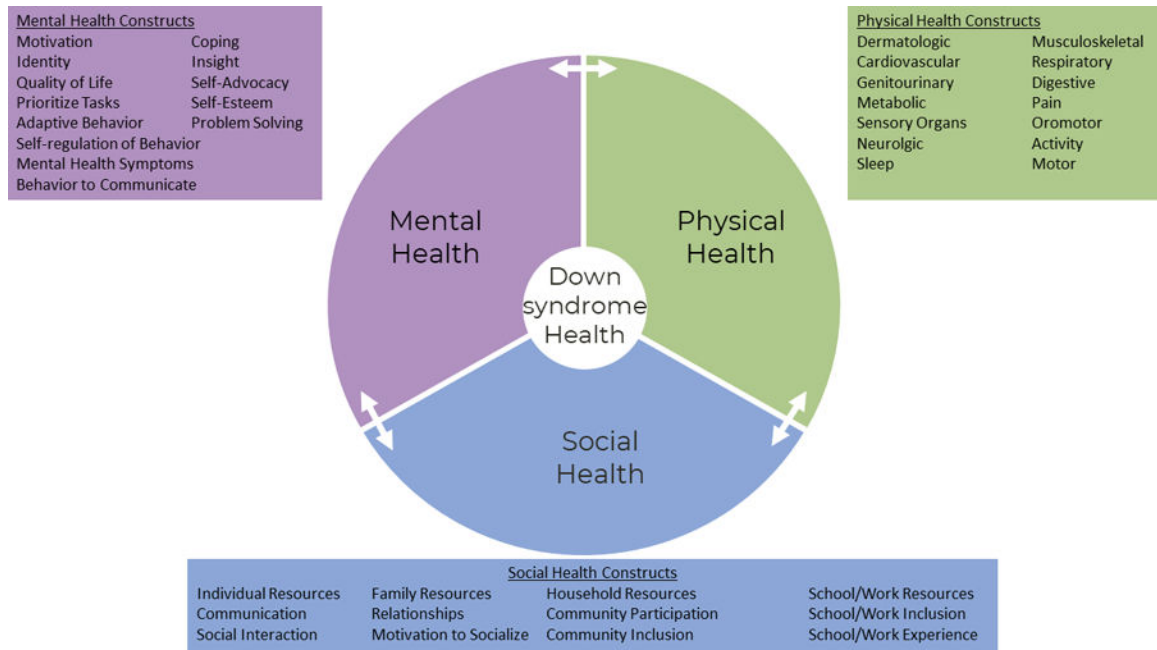 Mental Health Constructs
Motivation Coping
Identity Insight
Quality of Life Self-Advocacy
Prioritize Tasks Self-Esteem
Adaptive Behavior Problem Solving
Self-regulation of Behavior
Mental Health Symptoms
Behavior to Communicate
Physical Health Constructs
Dermatologic Musculoskeletal
Cardiovascular Respiratory
Genitourinary Digestive
Metabolic Pain
Sensory Organs Oromotor
Neurolgic Activity
Sleep Motor
Mental
Health
Physical
Health
Down
syndrome
Health
Social
Health
Social Health Constructs
Individual Resources Family Resources Household Resources School/Work Resources
Communication Relationships Community Participation School/Work Inclusion
Social Interaction Motivation to Socialize Community Inclusion School/Work Experience